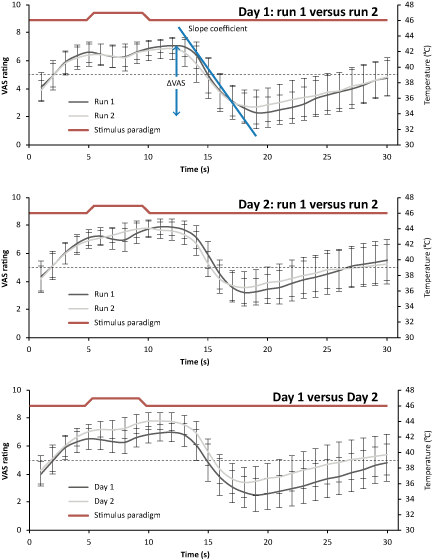 Day 1: run 1 versus run 2
10
8
6
4
2
0
VAS rating
46
44
42
40
38
36
34
32
30
Temperature (℃)
Slope coefficient
ΔVAS
Run 1
Run 2
Stimulus paradigm
0 5 10 15 20 25 30
Time (s)
Day 2: run 1 versus run 2
10
8
6
4
2
0
VAS rating
46
44
42
40
38
36
34
32
30
Temperature (℃)
Run 1
Run 2
Stimulus paradigm
0 5 10 15 20 25 30
Time (s)
Day 1 versus Day 2
10
8
6
4
2
0
VAS rating
48
46
44
42
40
38
36
34
32
30
Temperature (℃)
Day 1
Day 2
Stimulus paradigm
0 5 10 15 20 25 30
Time (s)